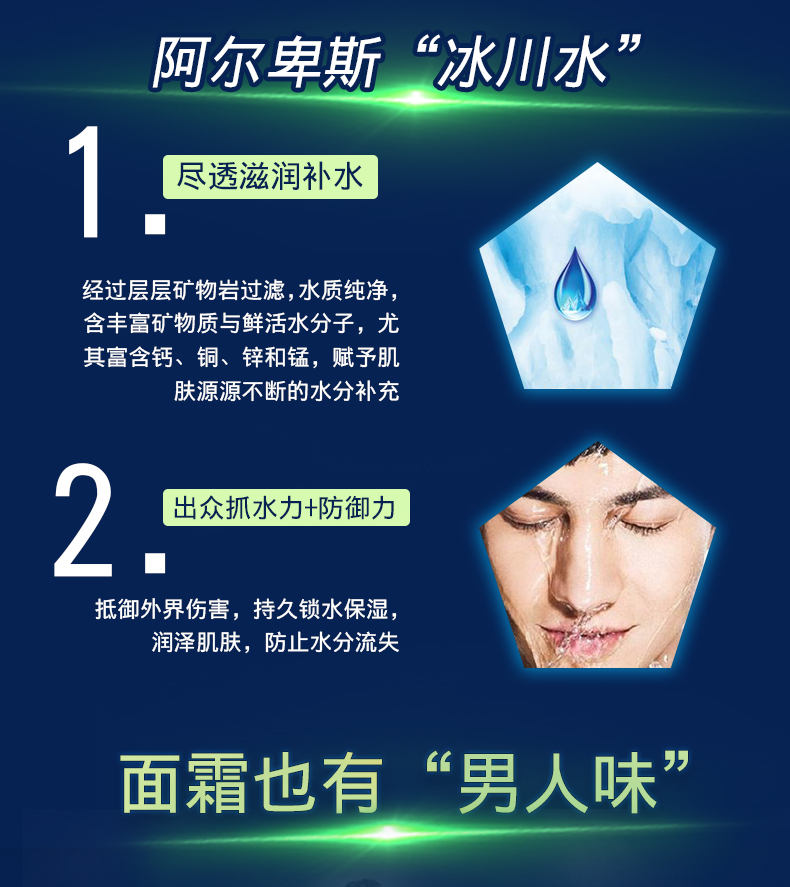 阿尔卑斯“冰川水”
1.
尽透滋润补水
经过层层矿物岩过滤,水质纯净,
含丰富矿物质与鲜活水分子，尤
其富含钙、铜、锌和锰，赋予肌
肤源源不断的水分补充
2.
出众抓水力+防御力
抵御外界伤害，持久锁水保湿，
润泽肌肤，防止水分流失
面霜也有“男人味”